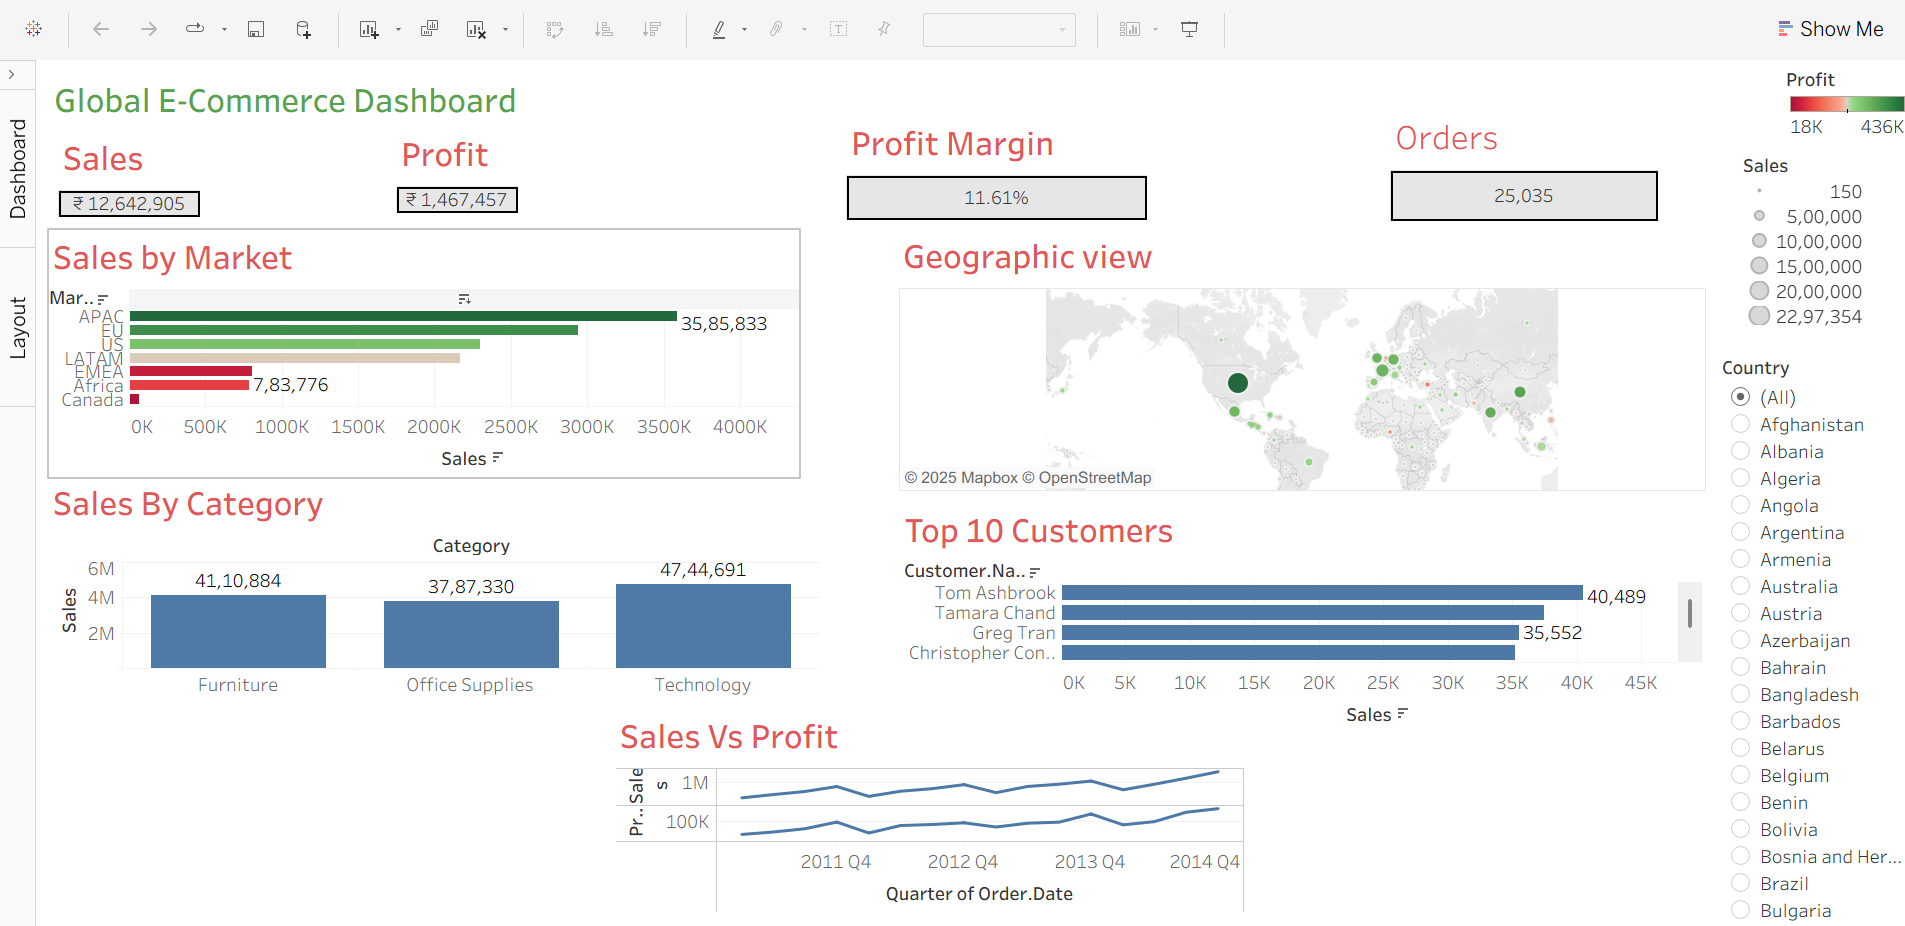 Show Me
Dashboard
Layout
Global E-Commerce Dashboard
Sales
₹ 12,642,905
Profit
₹ 1,467,457
Profit Margin
11.61%
Orders
25,035
Sales by Market
Mar..
APAC
EU
US
LATAM
EMEA
Africa
Canada
35,85,833
7,83,776
0K 500K 1000K 1500K 2000K 2500K 3000K 3500K 4000K
Sales
Geographic view
© 2025 Mapbox © OpenStreetMap
Sales By Category
Category
Sales
6M
4M
2M
41,10,884
37,87,330
47,44,691
Furniture Office Supplies Technology
Top 10 Customers
Customer.Na..
Tom Ashbrook 40,489
Tamara Chand
Greg Tran 35,552
Christopher Con..
0K 5K 10K 15K 20K 25K 30K 35K 40K 45K
Sales
Sales Vs Profit
Sales
1M
Pr..
100K
2011 Q4 2012 Q4 2013 Q4 2014 Q4
Quarter of Order.Date
Profit
18K 436K
Sales
150
5,00,000
10,00,000
15,00,000
20,00,000
22,97,354
Country
(All)
Afghanistan
Albania
Algeria
Angola
Argentina
Armenia
Australia
Austria
Azerbaijan
Bahrain
Bangladesh
Barbados
Belarus
Belgium
Benin
Bolivia
Bosnia and Her...
Brazil
Bulgaria